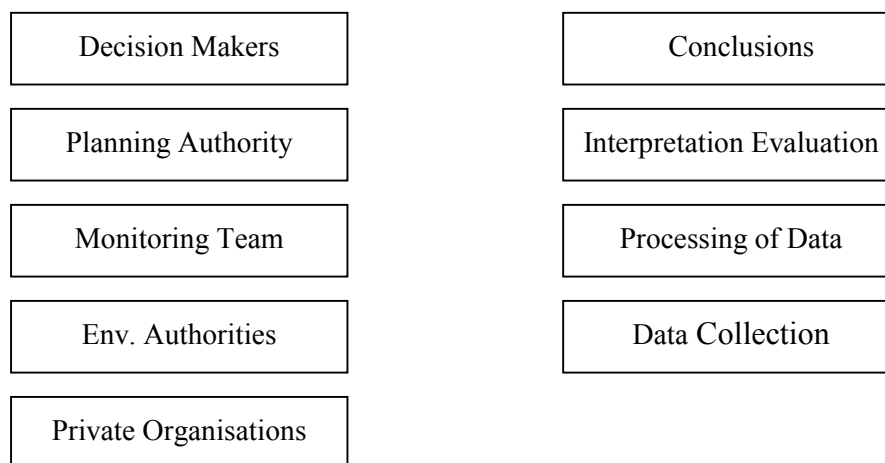 Decision Makers
Planning Authority
Monitoring Team
Env. Authorities
Private Organisations
Conclusions
Interpretation Evaluation
Processing of Data
Data Collection